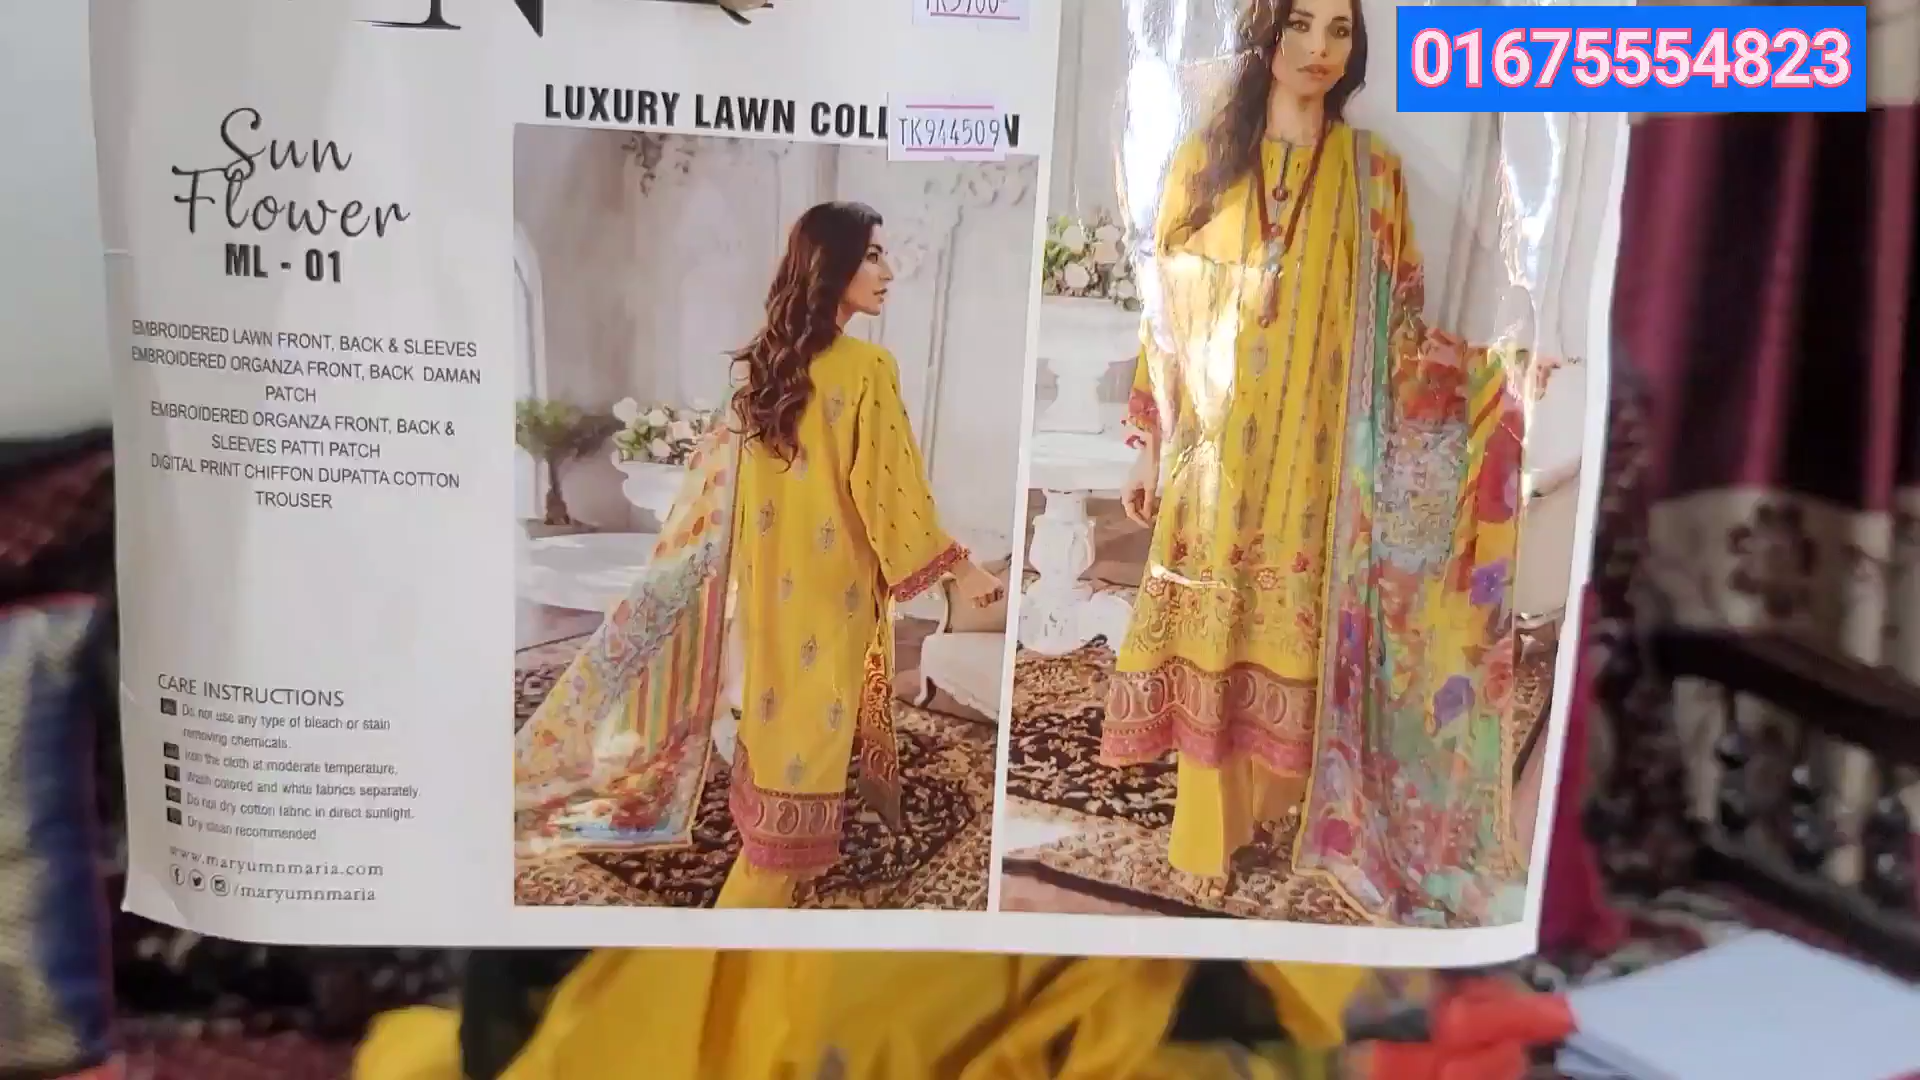 01675554823
LUXURY LAWN COLL
TK944509
Sun
Flower
ML - 01
EMBROIDERED LAWN FRONT, BACK & SLEEVES
EMBROIDERED ORGANZA FRONT, BACK DAMAN
PATCH
EMBROIDERED ORGANZA FRONT, BACK &
SLEEVES PATTI PATCH
DIGITAL PRINT CHIFFON DUPATTA COTTON
TROUSER
CARE INSTRUCTIONS
Do not use any type of bleach or stain
removing chemicals.
Iron the cloth at moderate temperature.
Wash colored and white fabrics separately.
Do not dry cotton fabric in direct sunlight.
Dry clean recommended
www.maryumnmaria.com
/maryumnmaria